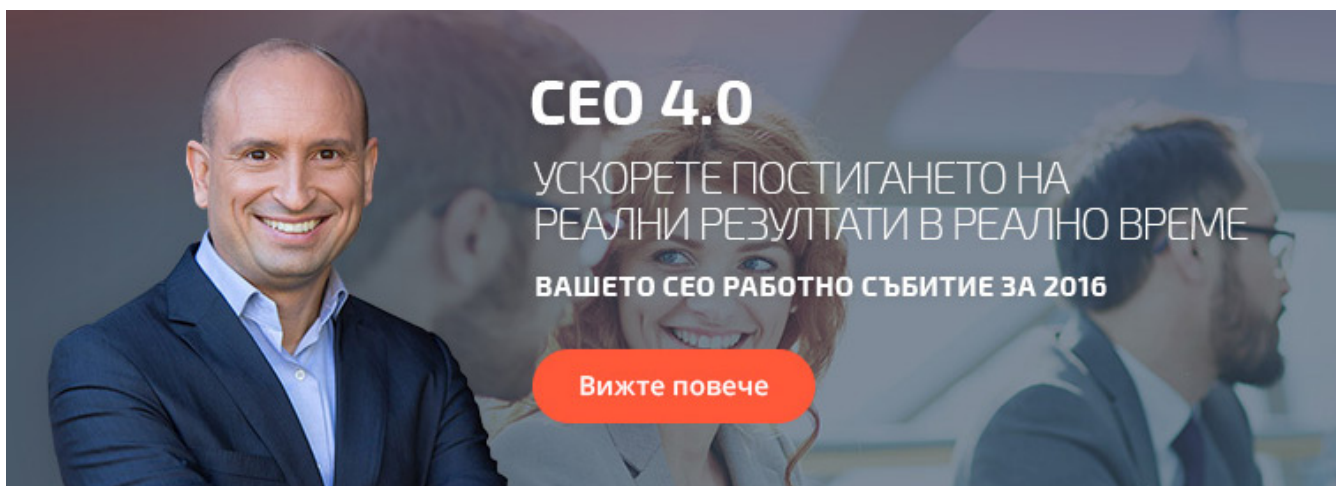 CEO 4.0
УСКОРЕТЕ ПОСТИГАНЕТО НА
РЕАЛНИ РЕЗУЛТАТИ В РЕАЛНО ВРЕМЕ
ВАШЕТО CEO РАБОТНО СЪБИТИЕ ЗА 2016
Вижте повече